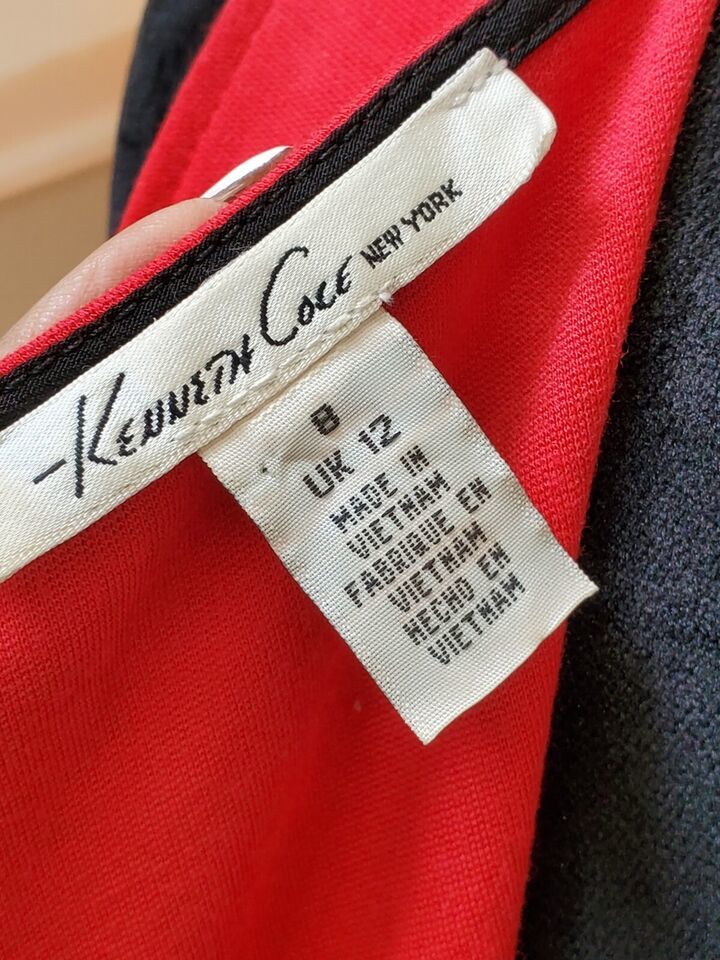 KENNETH COLE NEW YORK
8
UK 12
MADE IN
VIETNAM
FABRIQUE EN
VIETNAM
HECHO EN
VIETNAM